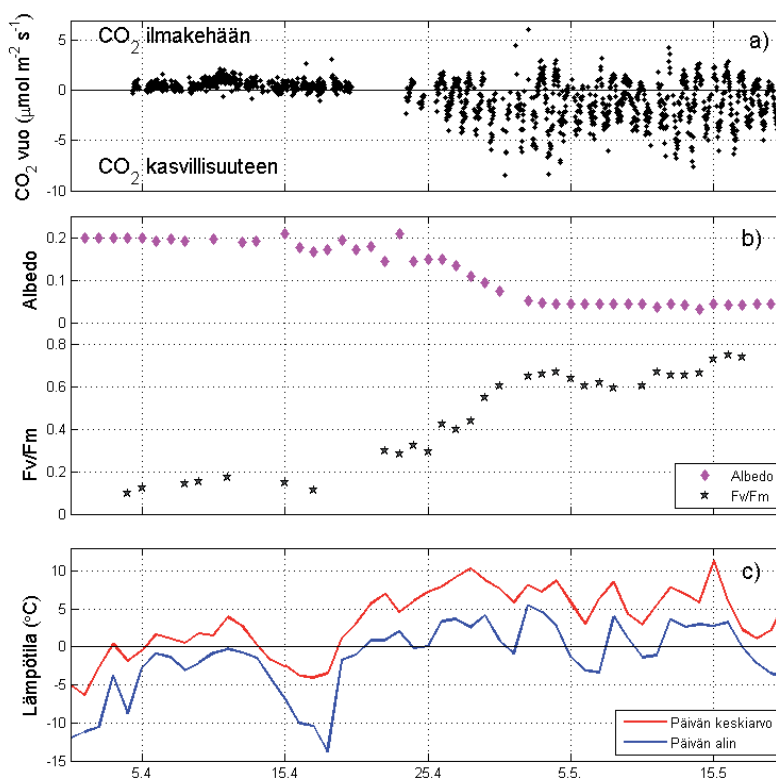 CO2 vuo (μmol m-2 s-1)
5
0
-5
-10
CO2 ilmakehään
a)
CO2 kasvillisuuteen
Albedo
0.2
0.1
0
b)
Fv/Fm
0.8
0.6
0.4
0.2
0
Albedo
Fv/Fm
Lämpötila (°C)
10
5
0
-5
-10
-15
c)
Päivän keskiarvo
Päivän alin
5.4 15.4 25.4 5.5. 15.5